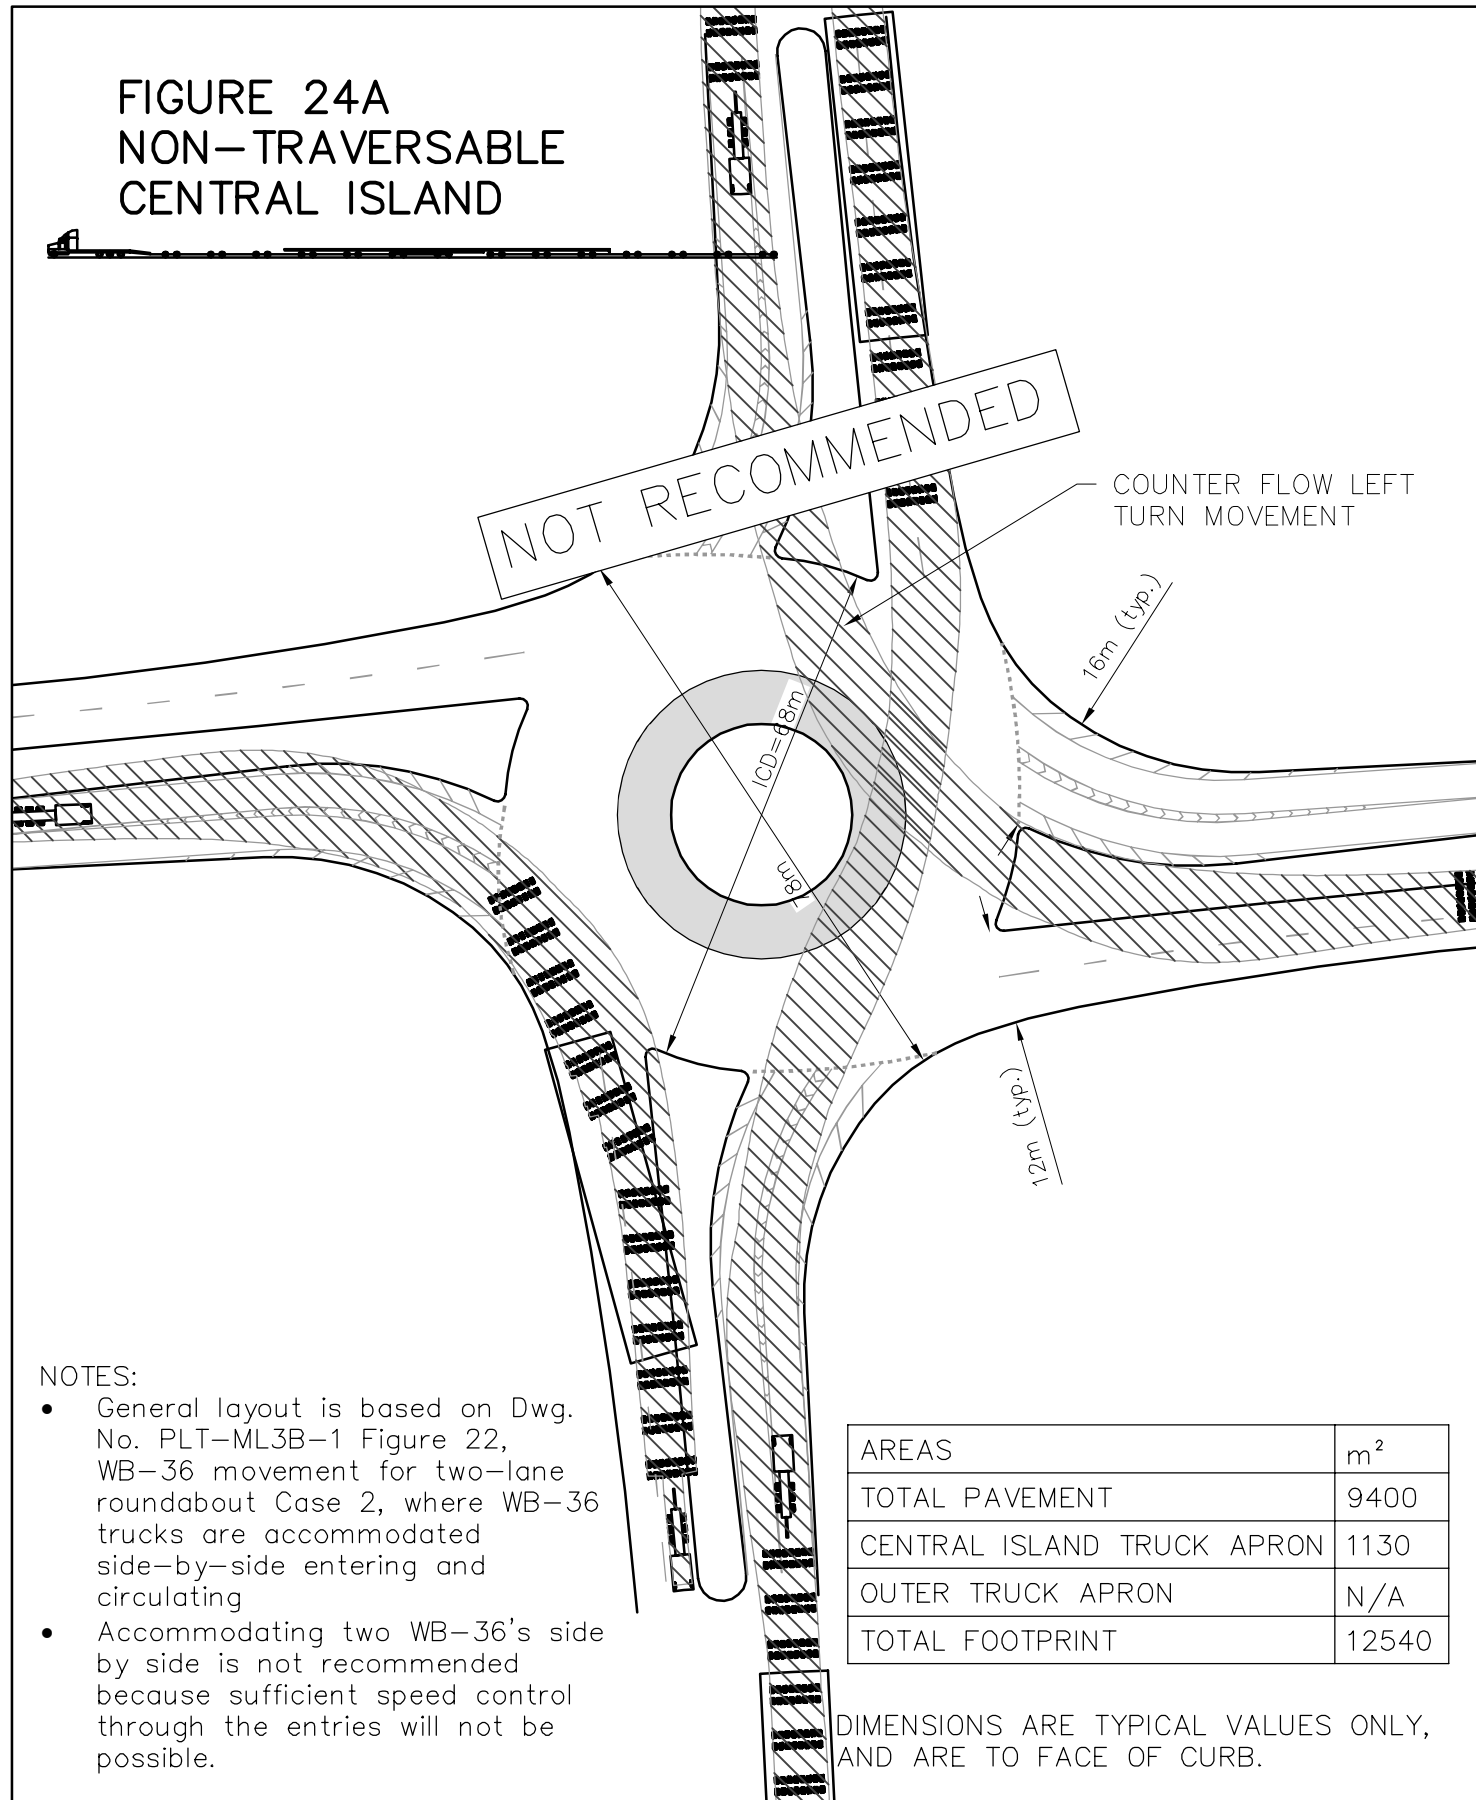 FIGURE 24A
NON-TRAVERSABLE
CENTRAL ISLAND
NOT RECOMMENDED
COUNTER FLOW LEFT
TURN MOVEMENT
16m (typ.)
ICD=68m
78m
12m (typ.)
NOTES:
• General layout is based on Dwg.
No. PLT-ML3B-1 Figure 22,
WB-36 movement for two-lane
roundabout Case 2, where WB-36
trucks are accommodated
side-by-side entering and
circulating
• Accommodating two WB-36's side
by side is not recommended
because sufficient speed control
through the entries will not be
possible.
AREAS m²
TOTAL PAVEMENT 9400
CENTRAL ISLAND TRUCK APRON 1130
OUTER TRUCK APRON N/A
TOTAL FOOTPRINT 12540
DIMENSIONS ARE TYPICAL VALUES ONLY,
AND ARE TO FACE OF CURB.